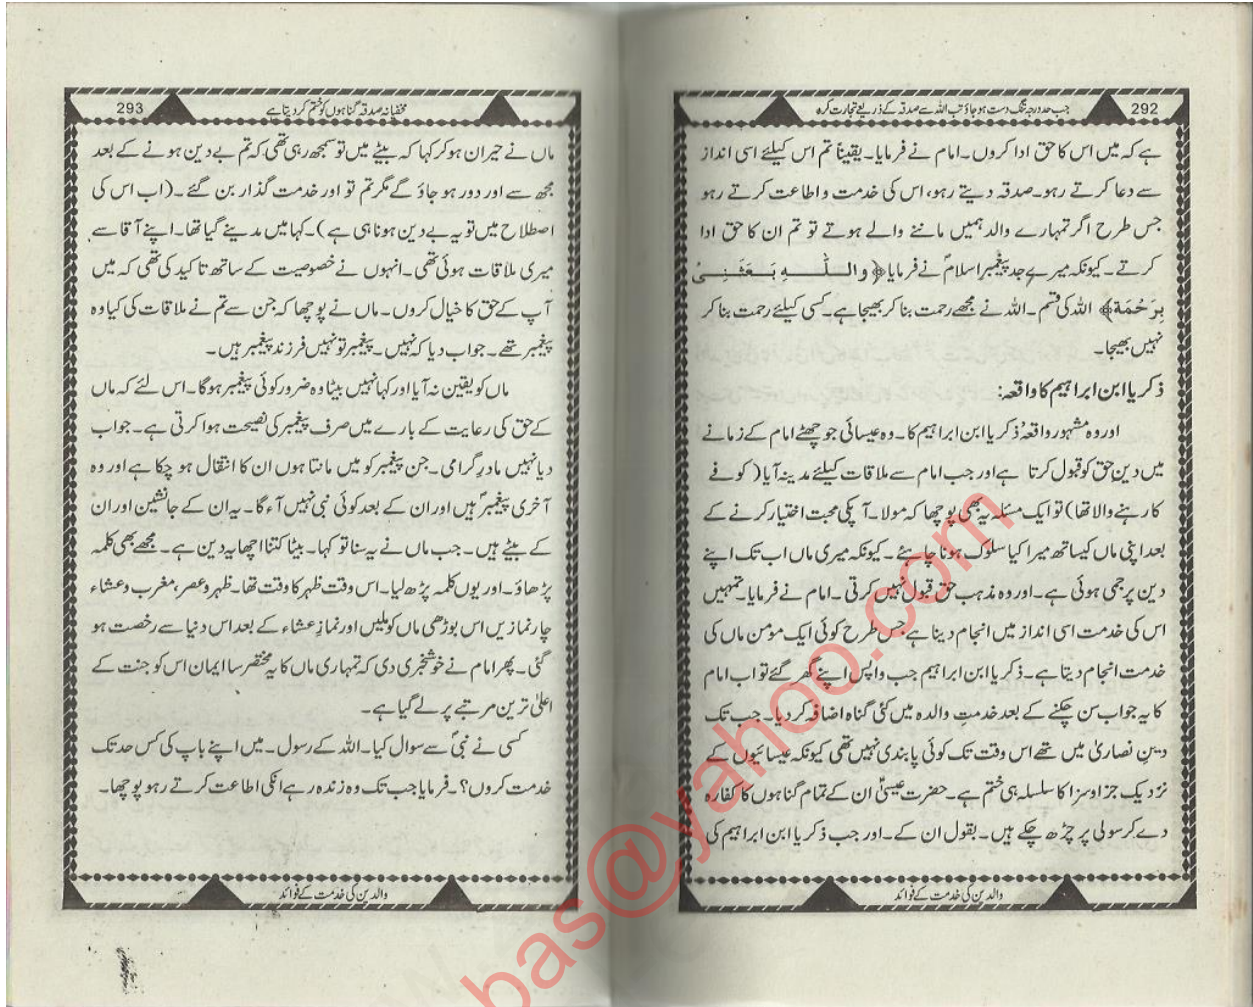 292 جب حد درجہ تنگ دست ہو جاؤ تب اللہ سے صدقہ کے ذریعے تجارت کرو
ہے کہ میں اس کا حق ادا کروں۔ امام نے فرمایا۔ یقیناً تم اس کیلئے اسی انداز
سے دعا کرتے رہو۔ صدقہ دیتے رہو، اس کی خدمت و اطاعت کرتے رہو
جس طرح اگر تمہارے والد ہمیں ماننے والے ہوتے تو تم ان کا حق ادا
کرتے۔ کیونکہ میرے جد پیغمبر اسلامؐ نے فرمایا ﴿واللّٰہِ بَعَثَنِیْ
بِرَحْمَة﴾ اللہ کی قسم۔ اللہ نے مجھے رحمت بنا کر بھیجا ہے۔ کسی کیلئے زحمت بنا کر
نہیں بھیجا۔
ذکریا ابن ابراہیم کا واقعہ:
اور وہ مشہور واقعۂ ذکریا ابن ابراہیم کا۔ وہ عیسائی جو چھٹے امام کے زمانے
میں دینِ حق کو قبول کرتا ہے اور جب امام سے ملاقات کیلئے مدینہ آیا (کوفے
کا رہنے والا تھا) تو ایک مسئلہ یہ بھی پوچھا کہ مولا۔ آپکی محبت اختیار کرنے کے
بعد اپنی ماں کیساتھ میرا کیا سلوک ہونا چاہئے۔ کیونکہ میری ماں اب تک اپنے
دین پر جمی ہوئی ہے۔ اور وہ مذہب حق قبول نہیں کرتی۔ امام نے فرمایا۔ تمہیں
اس کی خدمت اسی انداز میں انجام دینا ہے جس طرح کوئی ایک مؤمن ماں کی
خدمت انجام دیتا ہے۔ ذکریا ابن ابراہیم جب واپس اپنے گھر گئے تو اب امام
کا یہ جواب سن چکنے کے بعد خدمتِ والدہ میں کئی گناہ اضافہ کر دیا۔ جب تک
دینِ نصاریٰ میں تھے اس وقت تک کوئی پابندی نہیں تھی کیونکہ عیسائیوں کے
نزدیک جزا و سزا کا سلسلہ ہی ختم ہے۔ حضرت عیسیٰؑ ان کے تمام گناہوں کا کفارہ
دے کر سولی پر چڑھ چکے ہیں۔ بقول ان کے۔ اور جب ذکریا ابن ابراہیم کی
والدین کی خدمت کے فوائد
مخفیانہ صدقہ گناہوں کو ختم کر دیتا ہے 293
ماں نے حیران ہو کر کہا کہ بیٹے میں تو سمجھ رہی تھی کہ تم بے دین ہونے کے بعد
مجھ سے اور دور ہو جاؤ گے مگر تم تو اور خدمت گذار بن گئے۔ (اب اس کی
اصطلاح میں تو یہ بے دین ہونا ہی ہے)۔ کہا میں مدینے گیا تھا۔ اپنے آقا سے
میری ملاقات ہوئی تھی۔ انہوں نے خصوصیت کے ساتھ تاکید کی تھی کہ میں
آپ کے حق کا خیال کروں۔ ماں نے پوچھا کہ جن سے تم نے ملاقات کی کیا وہ
پیغمبر تھے۔ جواب دیا کہ نہیں۔ پیغمبر تو نہیں فرزند پیغمبر ہیں۔
ماں کو یقین نہ آیا اور کہا نہیں بیٹا وہ ضرور کوئی پیغمبر ہوگا۔ اس لئے کہ ماں
کے حق کی رعایت کے بارے میں صرف پیغمبر کی نصیحت ہوا کرتی ہے۔ جواب
دیا نہیں مادرِ گرامی۔ جن پیغمبر کو میں مانتا ہوں ان کا انتقال ہو چکا ہے اور وہ
آخری پیغمبرؐ ہیں اور ان کے بعد کوئی نبی نہیں آءے گا۔ یہ ان کے جانشین اور ان
کے بیٹے ہیں۔ جب ماں نے یہ سنا تو کہا۔ بیٹا کتنا اچھا یہ دین ہے۔ مجھے بھی کلمہ
پڑھاؤ۔ اور یوں کلمہ پڑھ لیا۔ اس وقت ظہر کا وقت تھا۔ ظہر و عصر، مغرب و عشاء
چار نمازیں اس بوڑھی ماں کو ملیں اور نمازِ عشاء کے بعد اس دنیا سے رخصت ہو
گئی۔ پھر امام نے خوشخبری دی کہ تمہاری ماں کا یہ مختصر سا ایمان اس کو جنت کے
اعلیٰ ترین مرتبے پر لے گیا ہے۔
کسی نے نبیؐ سے سوال کیا۔ اللہ کے رسول۔ میں اپنے باپ کی کس حد تک
خدمت کروں؟۔ فرمایا جب تک وہ زندہ رہے انکی اطاعت کرتے رہو پوچھا۔
والدین کی خدمت کے فوائد
bas@yahoo.com